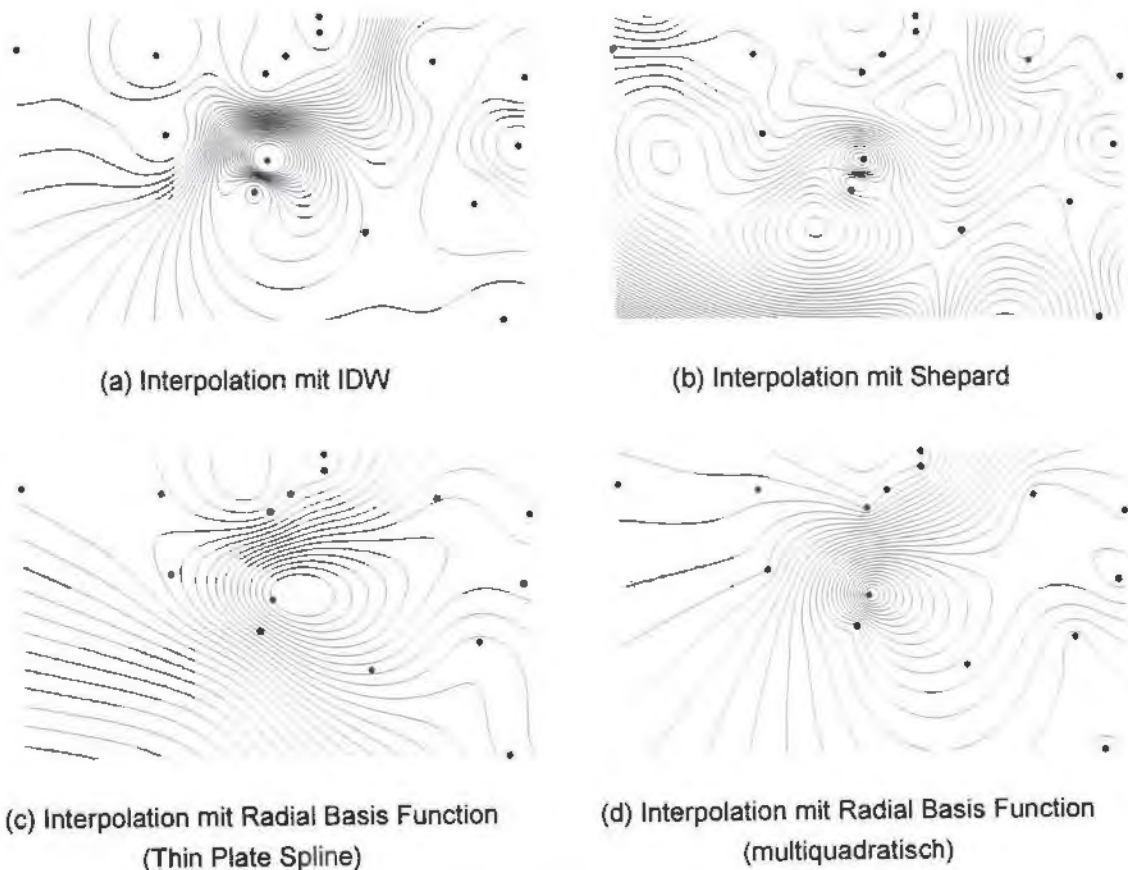 (a) Interpolation mit IDW
(b) Interpolation mit Shepard
(c) Interpolation mit Radial Basis Function
(Thin Plate Spline)
(d) Interpolation mit Radial Basis Function
(multiquadratisch)